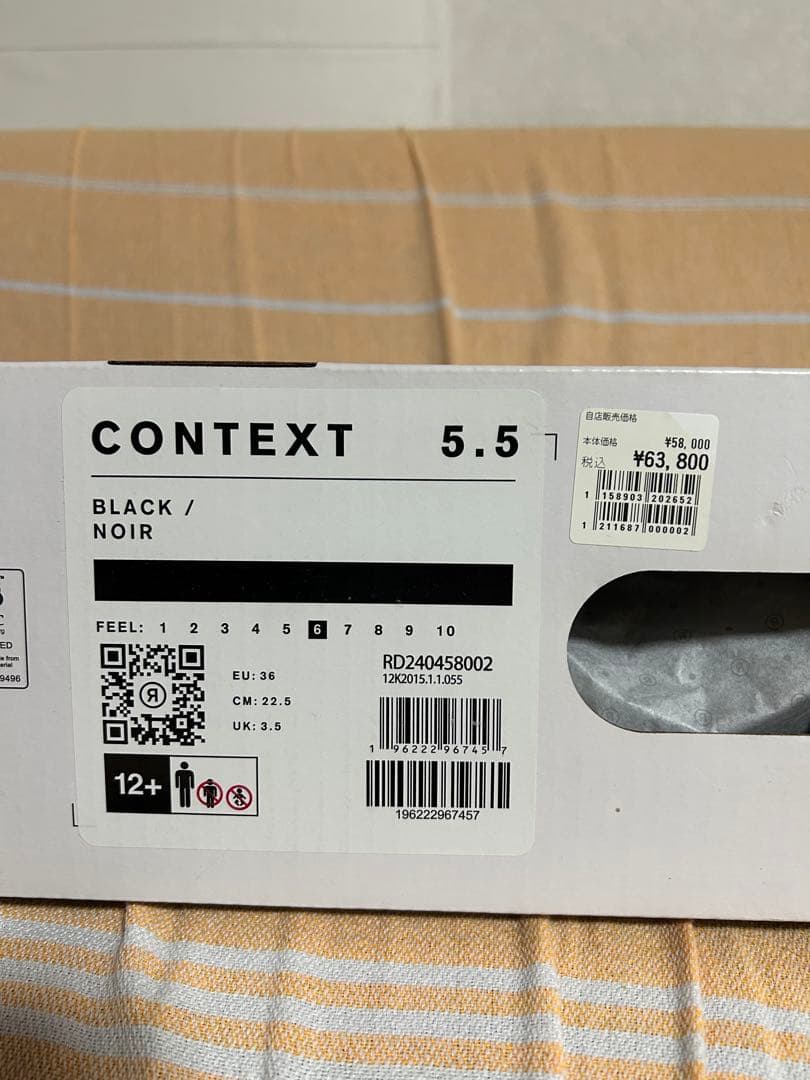 CONTEXT 5.5
BLACK /
NOIR
FEEL: 1 2 3 4 5 6 7 8 9 10
EU: 36
CM: 22.5
UK: 3.5
RD240458002
12K2015.1.1.055
1 96222 96745 7
196222967457
12+
自店販売価格
本体価格 ¥58,000
税込 ¥63,800
1 158903 202652
1 211687 000002
ED
9496